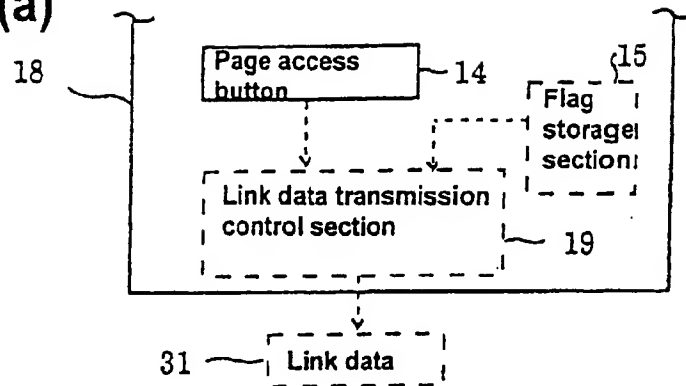 (a)
18
Page access
button
14
15
Flag
storage
section
Link data transmission
control section
19
31
Link data